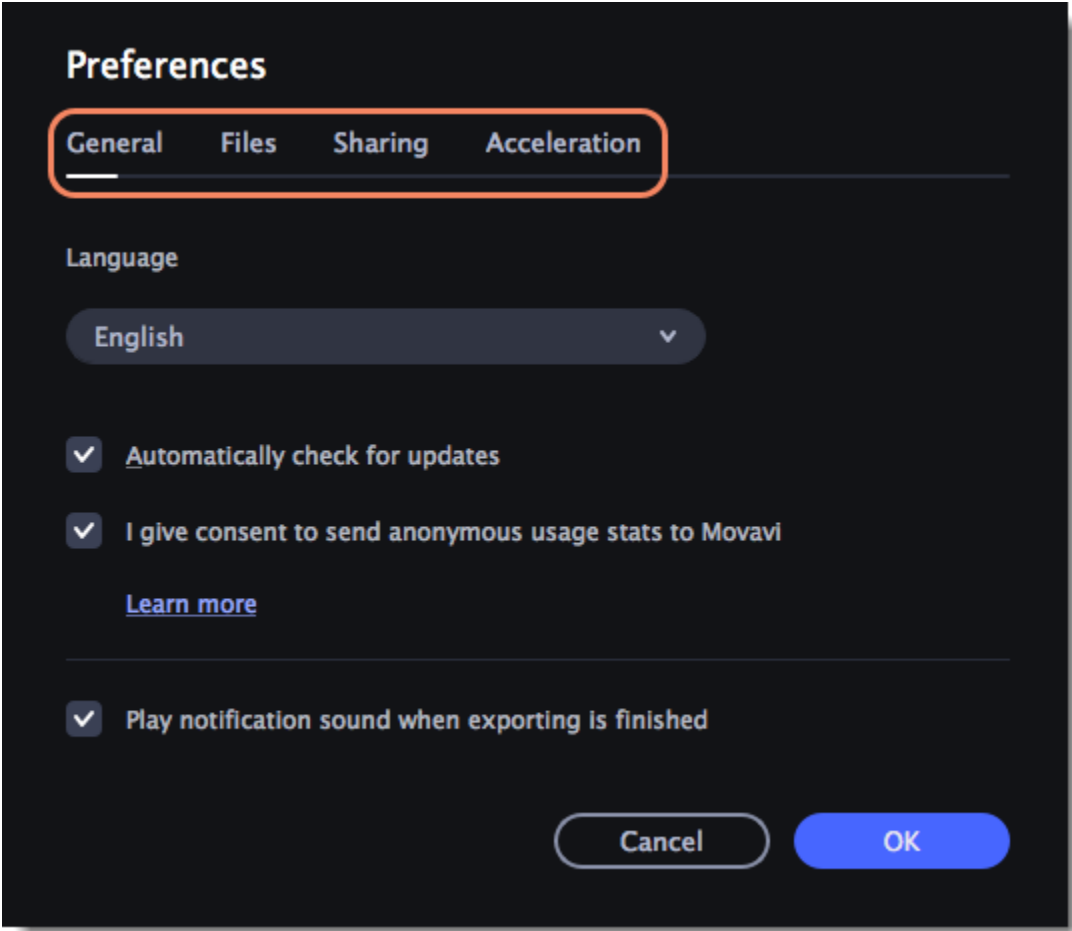 Preferences
General Files Sharing Acceleration
Language
English
Automatically check for updates
I give consent to send anonymous usage stats to Movavi
Learn more
Play notification sound when exporting is finished
Cancel OK